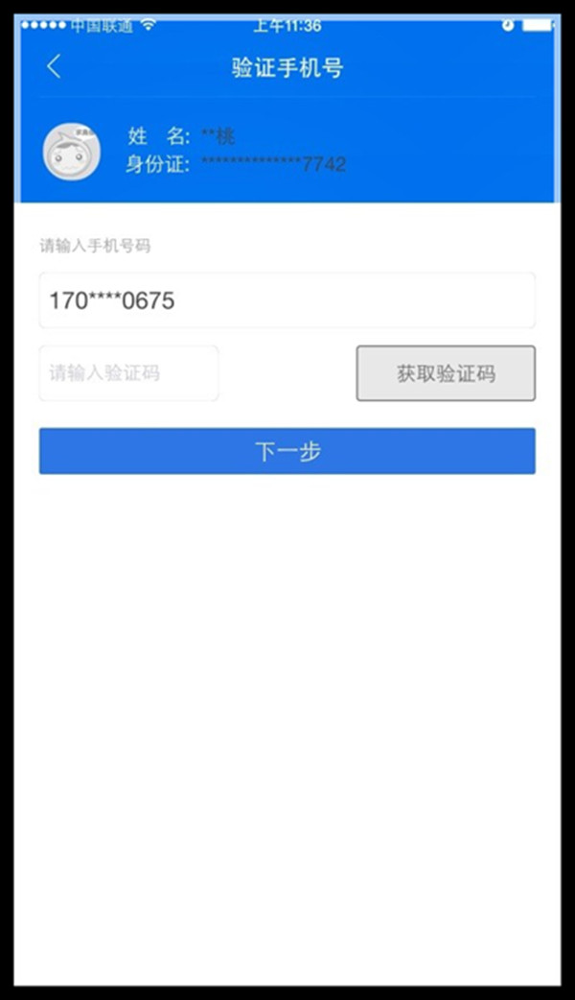 中国联通
上午11:36
验证手机号
姓 名: **桃
身份证: **************7742
请输入手机号码
170****0675
请输入验证码
获取验证码
下一步